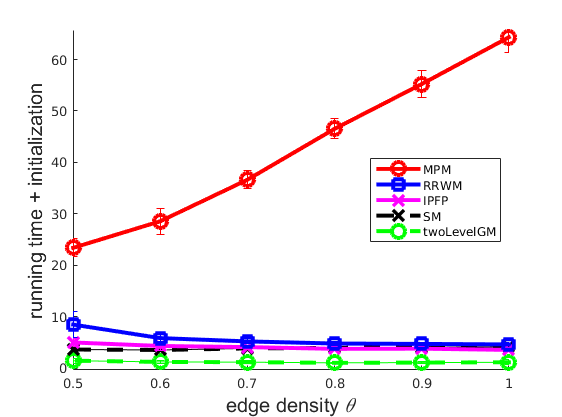 running time + initialization
60
50
40
30
20
10
0
MPM
RRWM
IPFP
SM
twoLevelGM
0.5 0.6 0.7 0.8 0.9 1
edge density θ